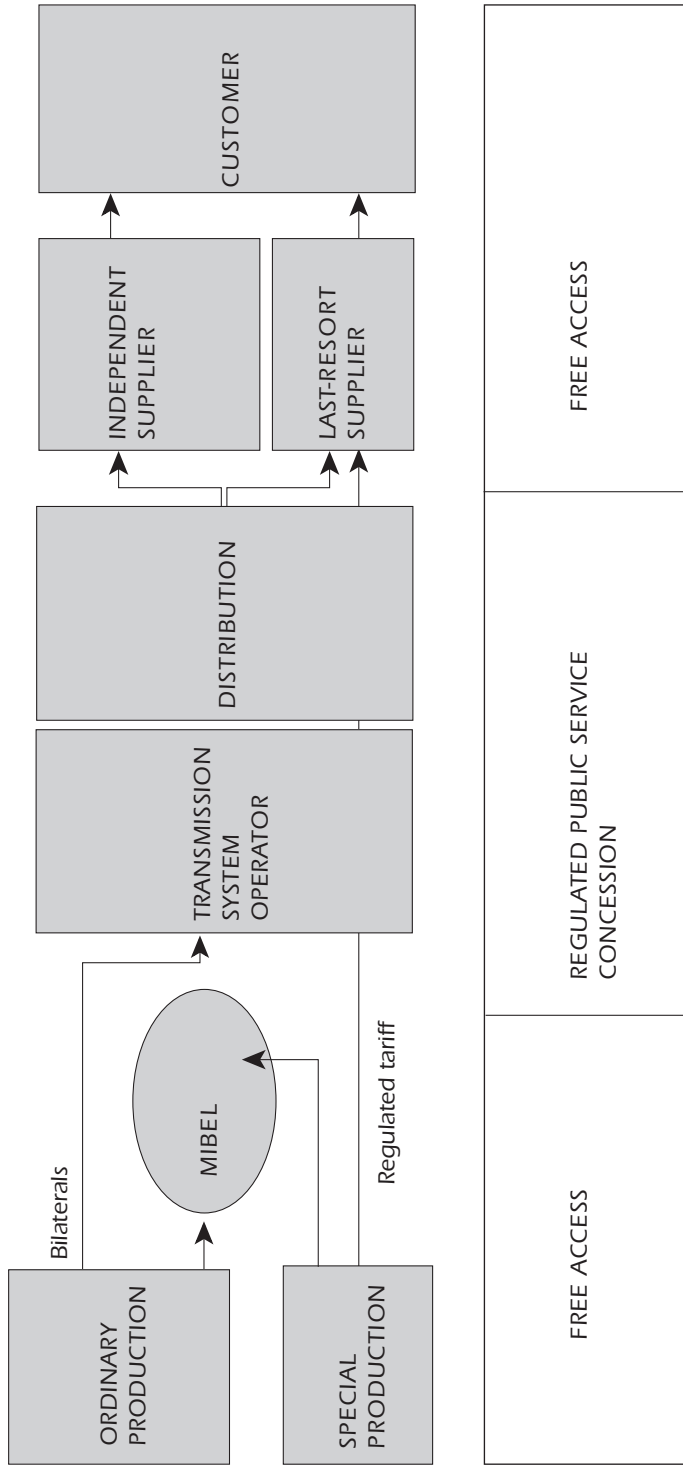 ORDINARY
PRODUCTION
SPECIAL
PRODUCTION
Bilaterals
MIBEL
Regulated tariff
TRANSMISSION
SYSTEM
OPERATOR
DISTRIBUTION
INDEPENDENT
SUPPLIER
LAST-RESORT
SUPPLIER
CUSTOMER
FREE ACCESS
REGULATED PUBLIC SERVICE
CONCESSION
FREE ACCESS